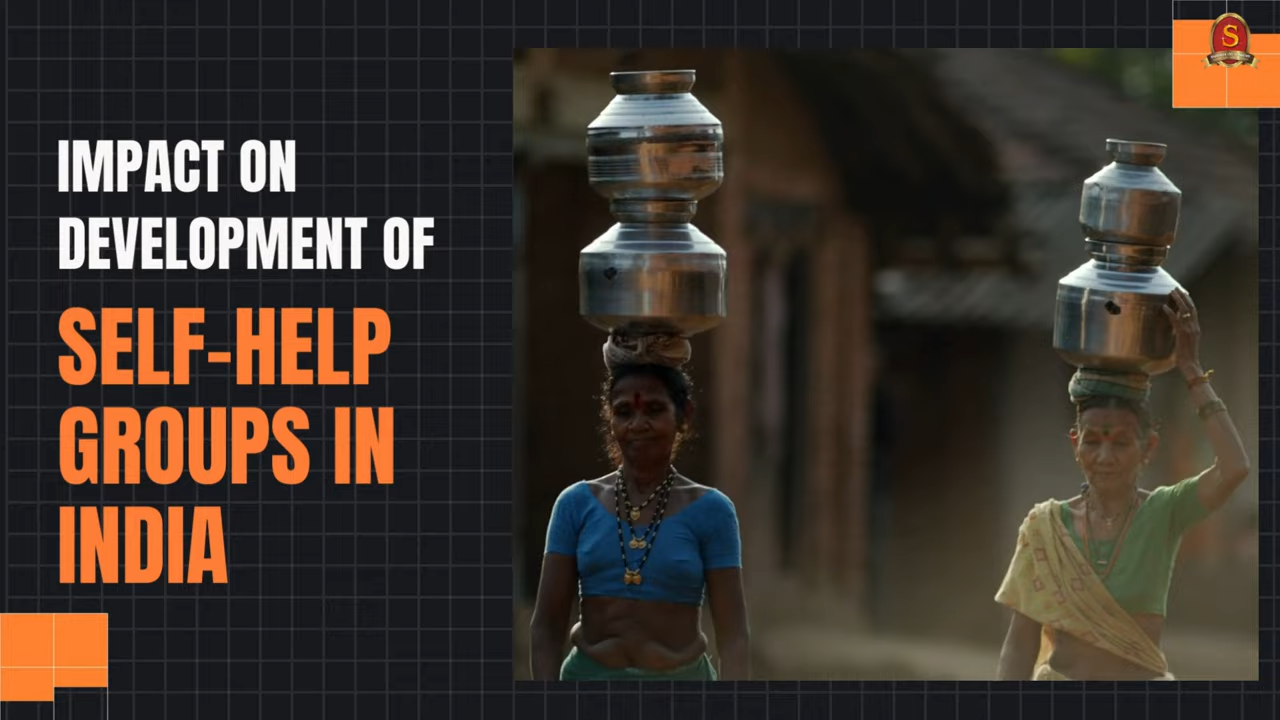 IMPACT ON
DEVELOPMENT OF
SELF-HELP
GROUPS IN
INDIA
S